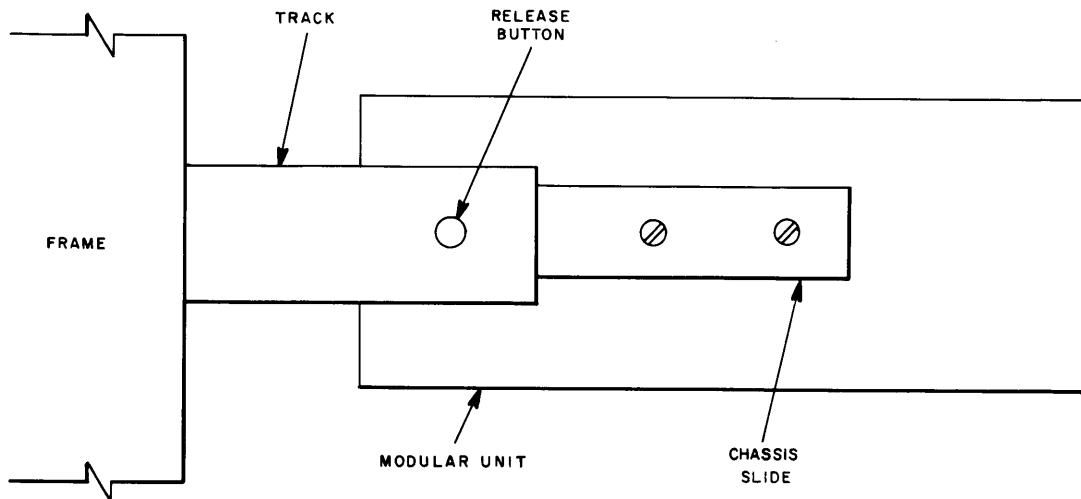 TRACK
RELEASE
BUTTON
FRAME
MODULAR UNIT
CHASSIS
SLIDE